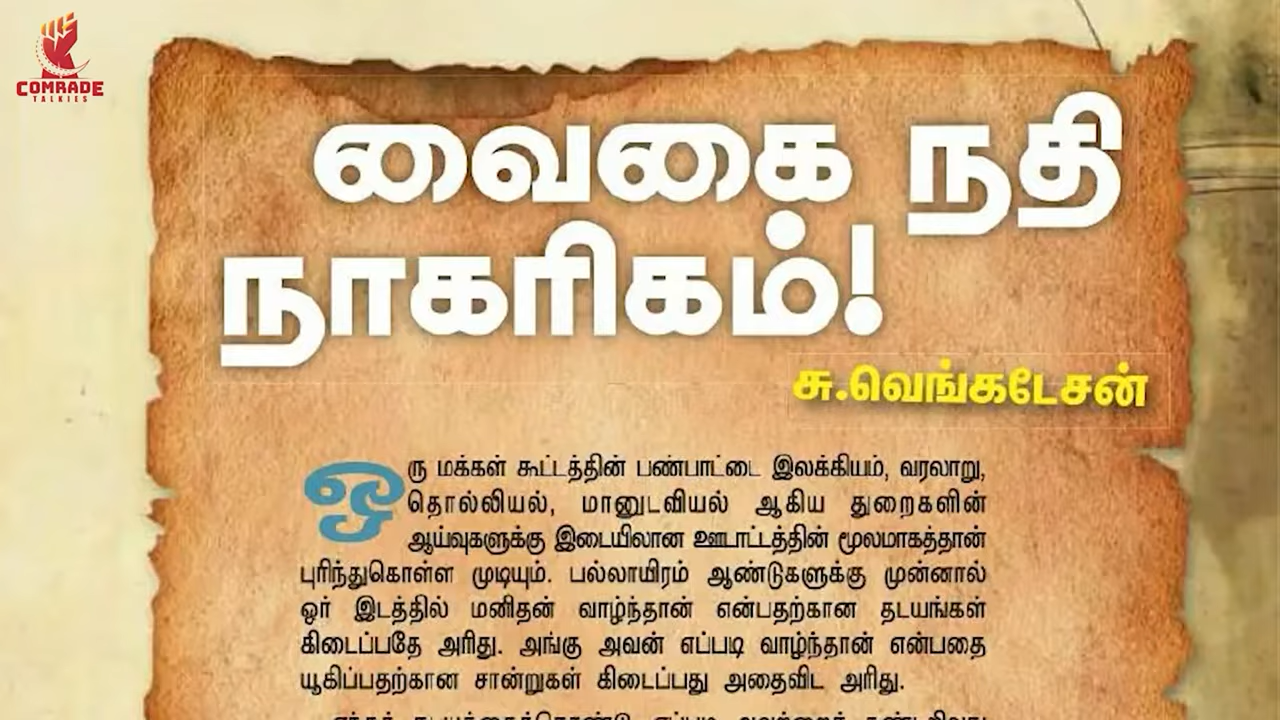 COMRADE
TALKIES
வைகை நதி
நாகரிகம்!
சு.வெங்கடேசன்
ஒரு மக்கள் கூட்டத்தின் பண்பாட்டை இலக்கியம், வரலாறு,
தொல்லியல், மானுடவியல் ஆகிய துறைகளின்
ஆய்வுகளுக்கு இடையிலான ஊடாட்டத்தின் மூலமாகத்தான்
புரிந்துகொள்ள முடியும். பல்லாயிரம் ஆண்டுகளுக்கு முன்னால்
ஓர் இடத்தில் மனிதன் வாழ்ந்தான் என்பதற்கான தடயங்கள்
கிடைப்பதே அரிது. அங்கு அவன் எப்படி வாழ்ந்தான் என்பதை
யூகிப்பதற்கான சான்றுகள் கிடைப்பது அதைவிட அரிது.